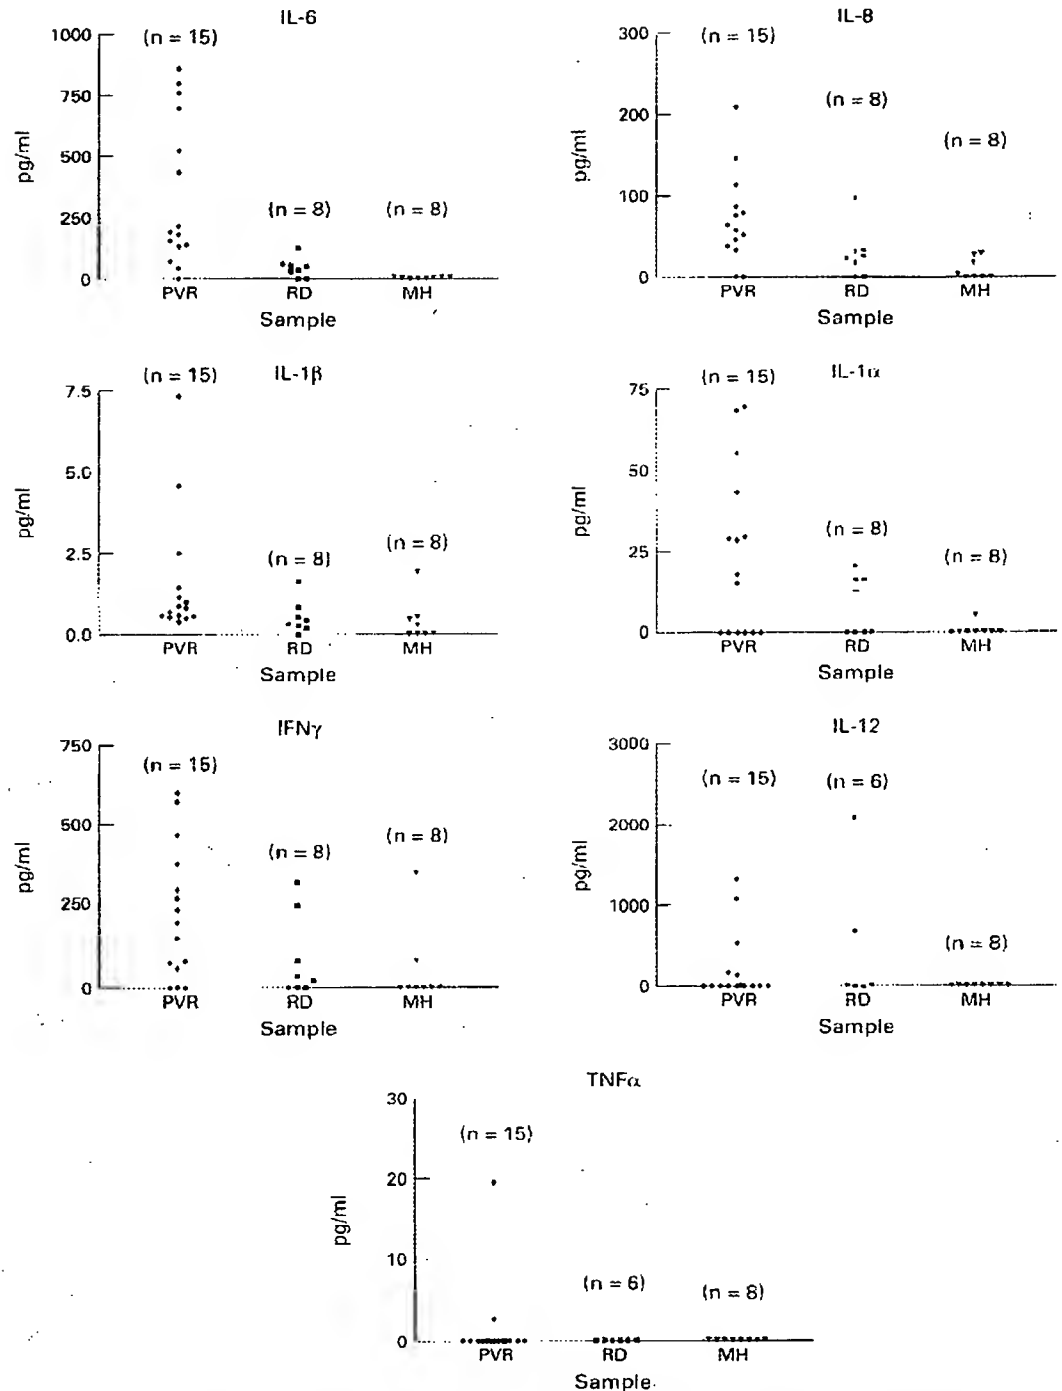 IL-6
1000
(n = 15)
750
500
250
0
pg/ml
(n = 8)
(n = 8)
PVR RD MH
Sample
IL-8
300
(n = 15)
200
100
0
pg/ml
(n = 8)
(n = 8)
PVR RD MH
Sample
(n = 15) IL-1β
7.5
5.0
2.5
0.0
pg/ml
(n = 8)
(n = 8)
PVR RD MH
Sample
(n = 15) IL-1α
75
50
25
0
pg/ml
(n = 8)
(n = 8)
PVR RD MH
Sample
IFNγ
750
(n = 15)
500
250
0
pg/ml
(n = 8)
(n = 8)
PVR RD MH
Sample
IL-12
3000
(n = 15) (n = 6)
2000
1000
0
pg/ml
(n = 8)
PVR RD MH
Sample
TNFα
30
(n = 15)
20
10
0
pg/ml
(n = 6) (n = 8)
PVR RD MH
Sample